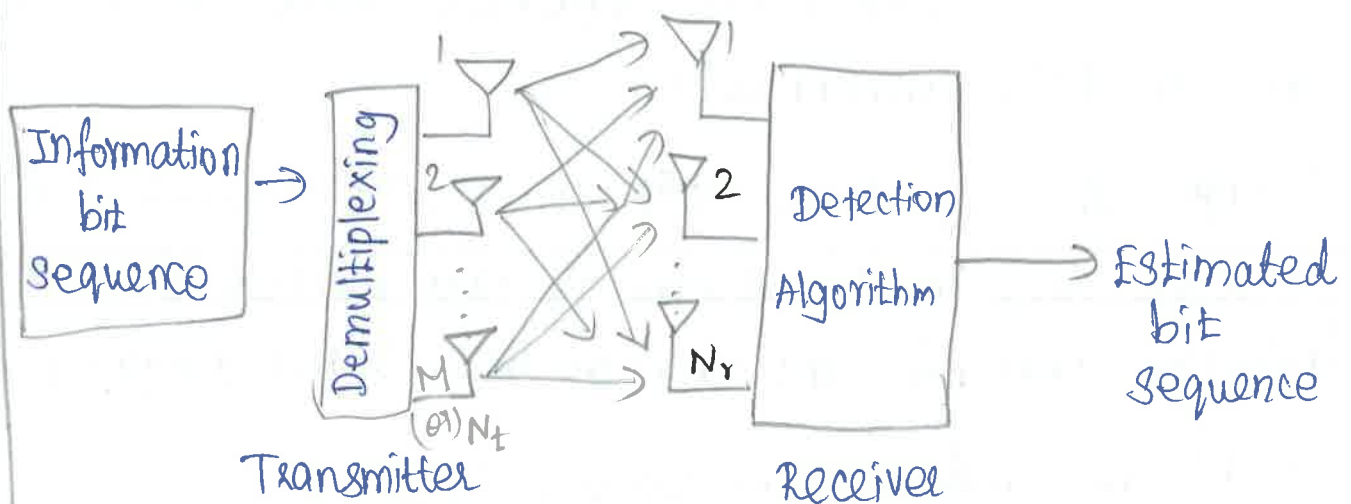 Information
bit
sequence
Demultiplexing
1
2
M
(or) Nt
1
2
Nr
Detection
Algorithm
Estimated
bit
sequence
Transmitter
Receiver